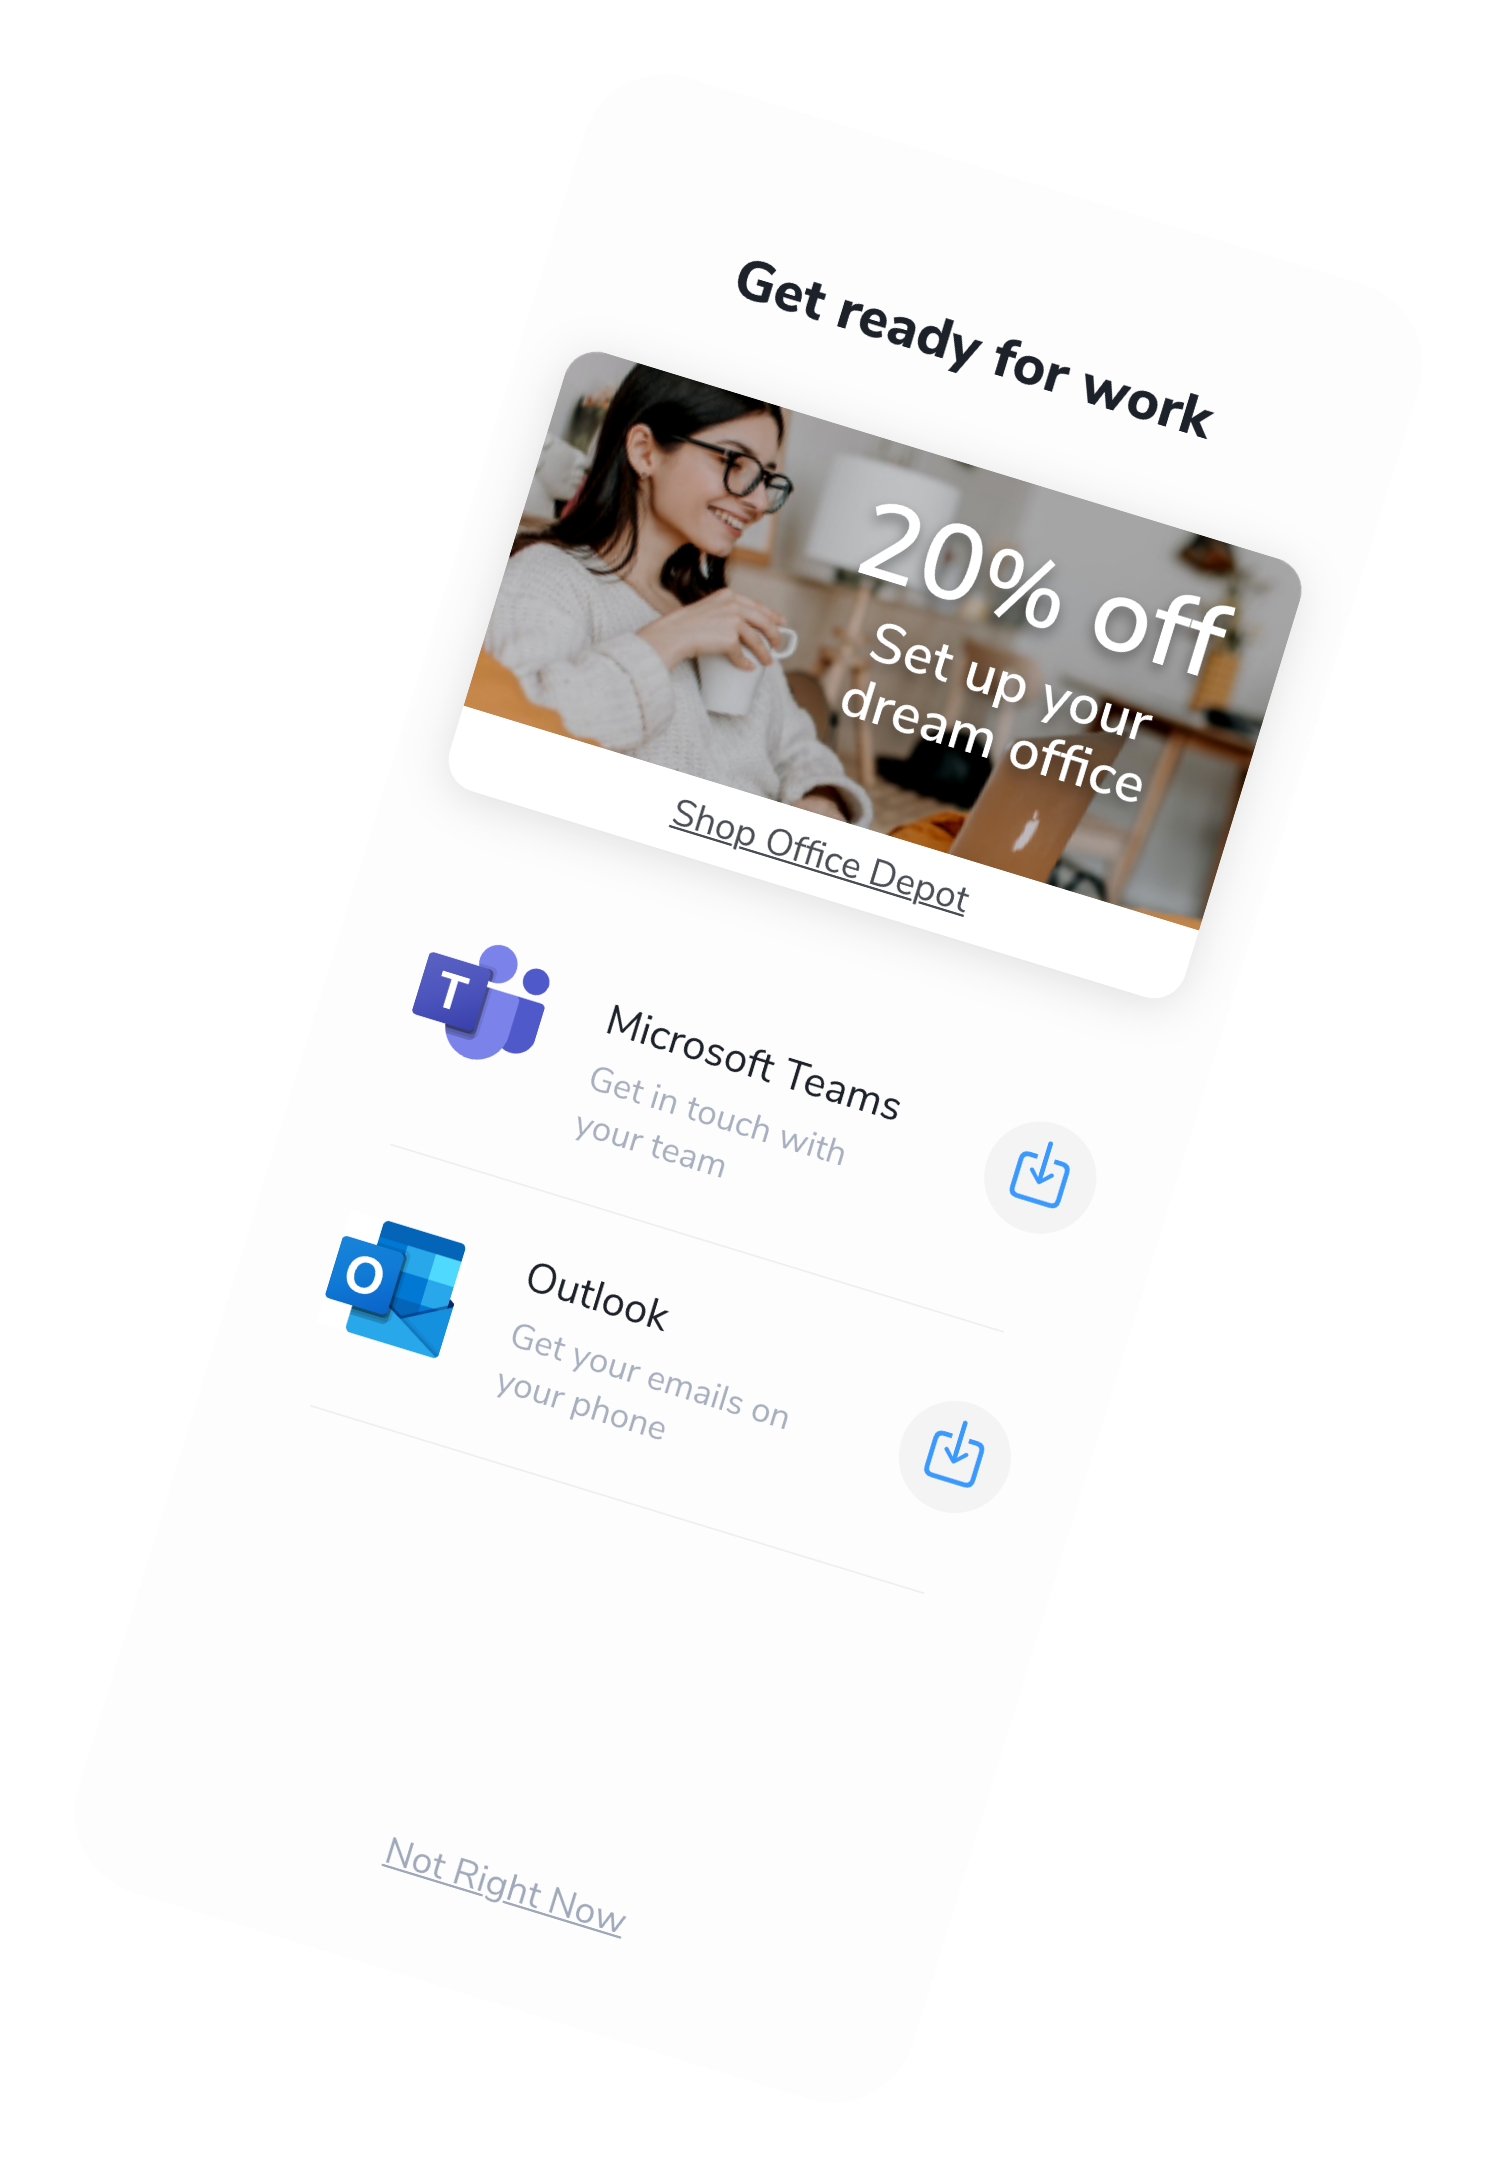 Get ready for work
20% off
Set up your
dream office
Shop Office Depot
T
Microsoft Teams
Get in touch with
your team
O
Outlook
Get your emails on
your phone
Not Right Now